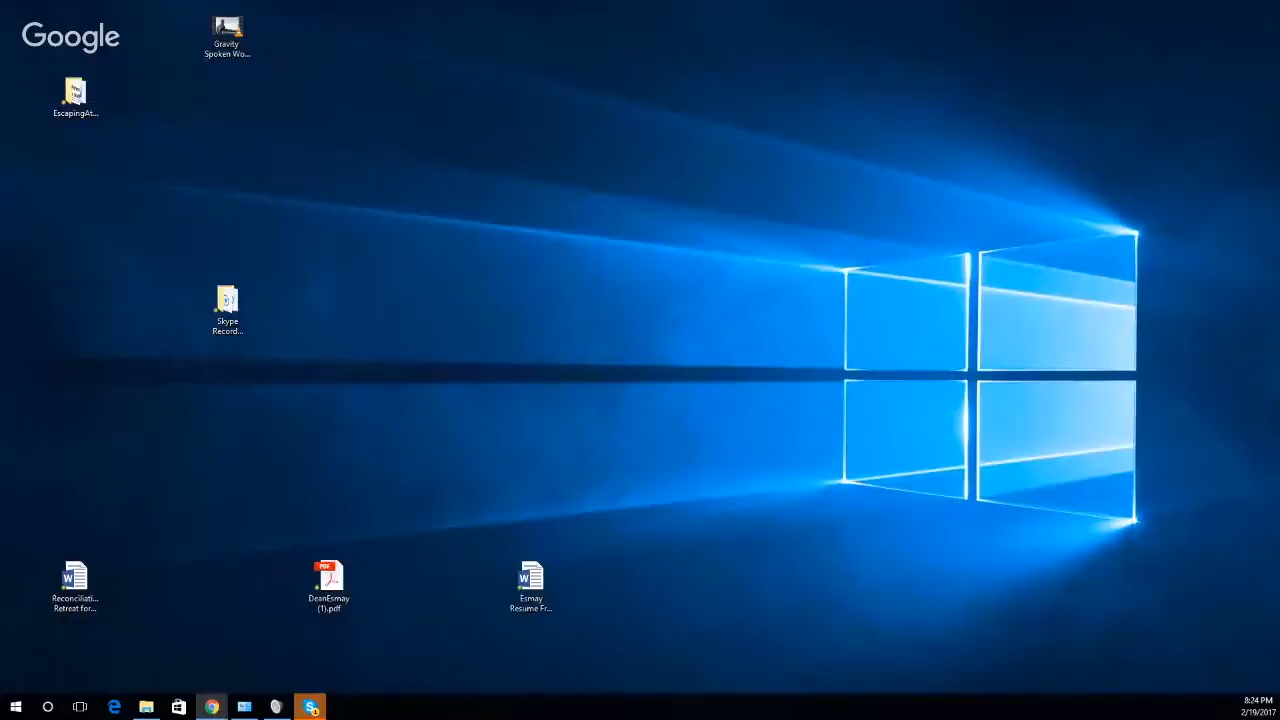 Google
Gravity
Spoken Wo...
EscapingAt...
Skype
Record...
Reconciliati...
Retreat for...
PDF
DeanEsmay
(1).pdf
Esmay
Resume Fr...
8:24 PM
2/19/2017